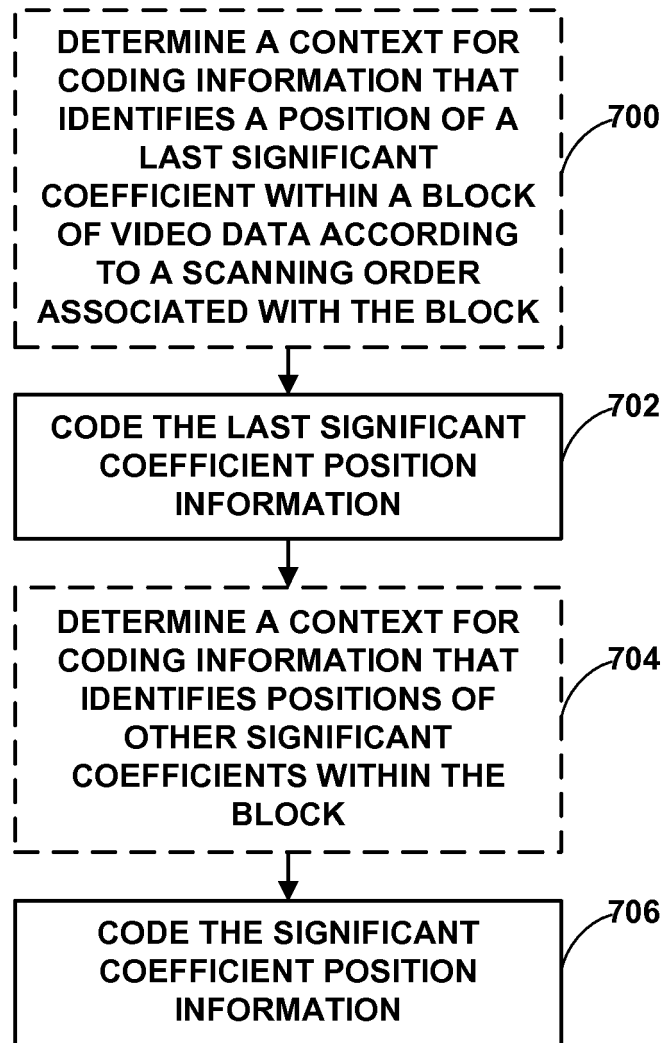 DETERMINE A CONTEXT FOR
CODING INFORMATION THAT
IDENTIFIES A POSITION OF A
LAST SIGNIFICANT
COEFFICIENT WITHIN A BLOCK
OF VIDEO DATA ACCORDING
TO A SCANNING ORDER
ASSOCIATED WITH THE BLOCK
700
CODE THE LAST SIGNIFICANT
COEFFICIENT POSITION
INFORMATION
702
DETERMINE A CONTEXT FOR
CODING INFORMATION THAT
IDENTIFIES POSITIONS OF
OTHER SIGNIFICANT
COEFFICIENTS WITHIN THE
BLOCK
704
CODE THE SIGNIFICANT
COEFFICIENT POSITION
INFORMATION
706